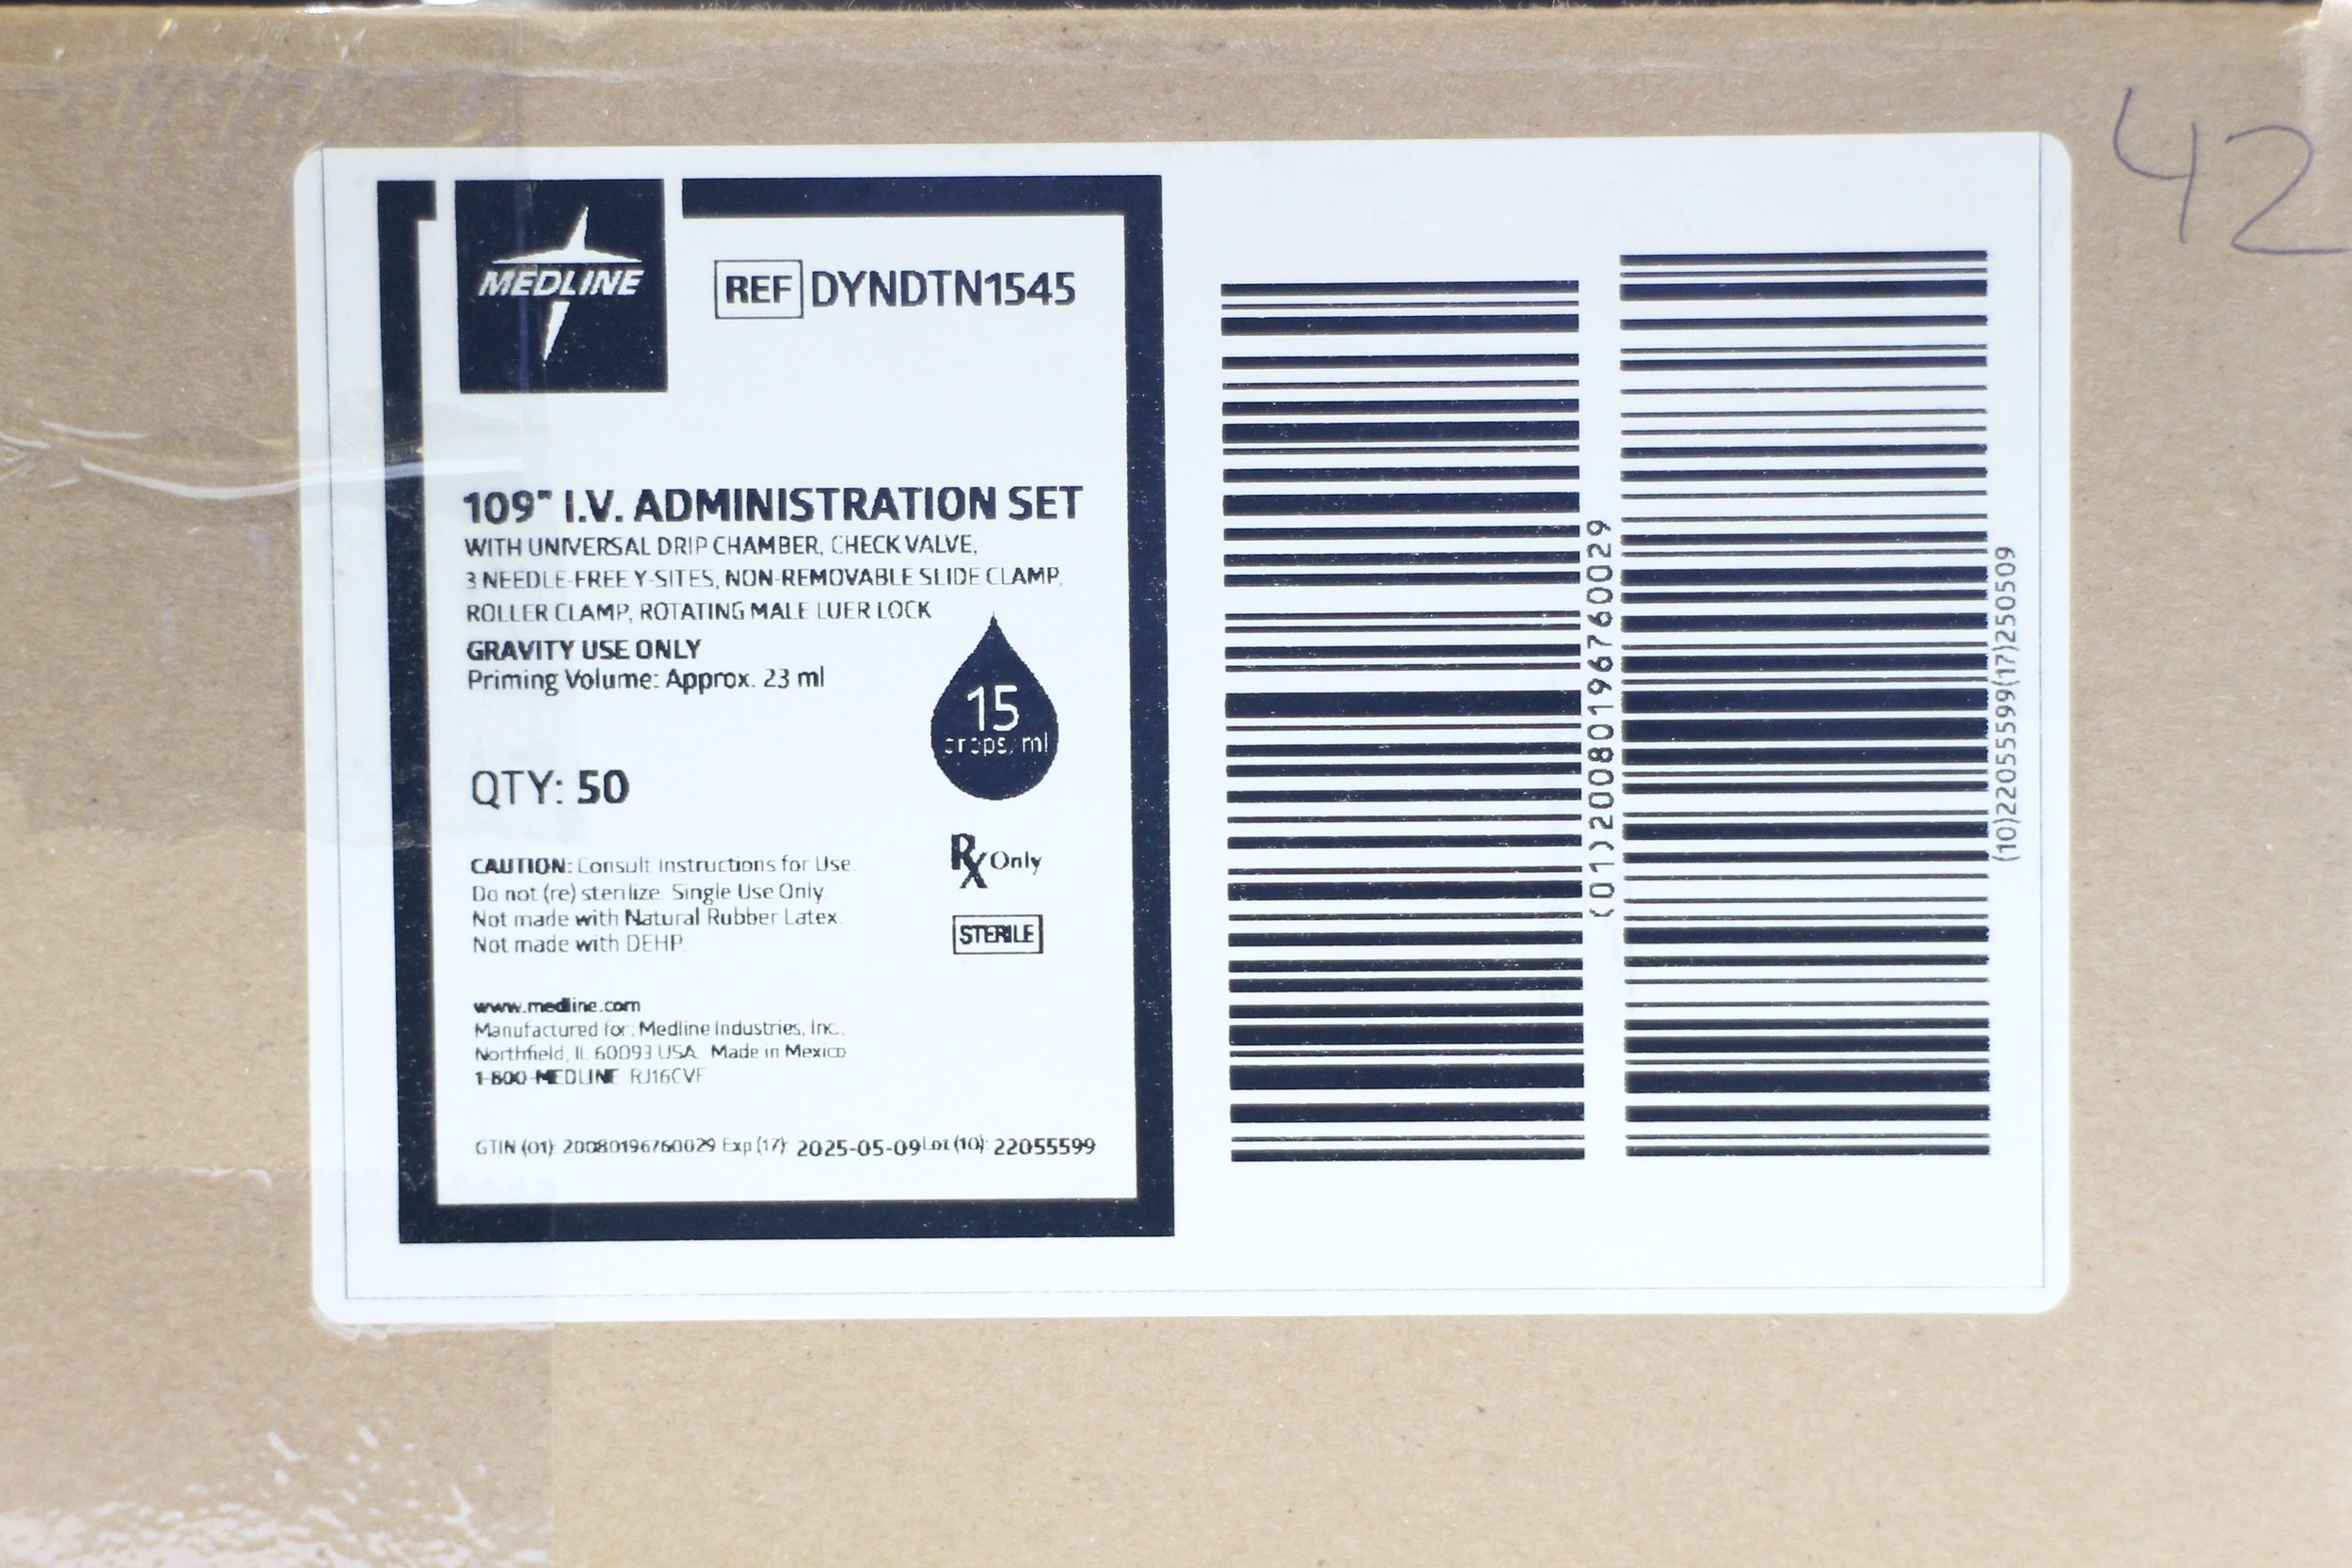 42
MEDLINE
REF DYNDTN1545
109" I.V. ADMINISTRATION SET
WITH UNIVERSAL DRIP CHAMBER, CHECK VALVE,
3 NEEDLE-FREE Y-SITES, NON-REMOVABLE SLIDE CLAMP,
ROLLER CLAMP, ROTATING MALE LUER LOCK
GRAVITY USE ONLY
Priming Volume: Approx. 23 ml
15
drops/ml
QTY: 50
CAUTION: Consult Instructions for Use.
Do not (re) sterilize. Single Use Only.
Not made with Natural Rubber Latex.
Not made with DEHP.
Rx Only
STERILE
www.medline.com
Manufactured for: Medline Industries, Inc.,
Northfield, IL 60093 USA. Made in Mexico
1-800-MEDLINE RJ16CVF
GTIN (01): 20080196760029 Exp (17): 2025-05-09 Lot (10): 22055599
(01)20080196760029
(10)22055599(17)250509